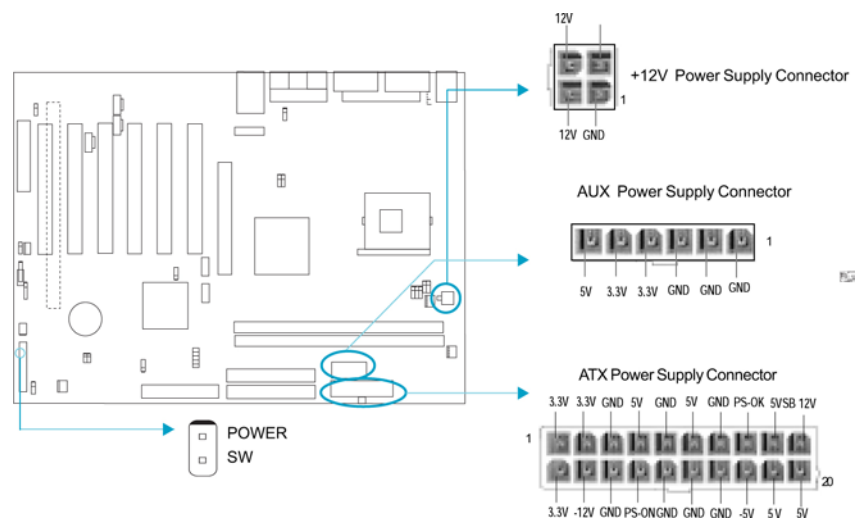 12V
+12V Power Supply Connector
1
12V GND
AUX Power Supply Connector
1
5V 3.3V 3.3V GND GND GND
ATX Power Supply Connector
3.3V 3.3V GND 5V GND 5V GND PS-OK 5VSB 12V
1
20
3.3V -12V GND PS-ON GND GND GND -5V 5V 5V
POWER
SW